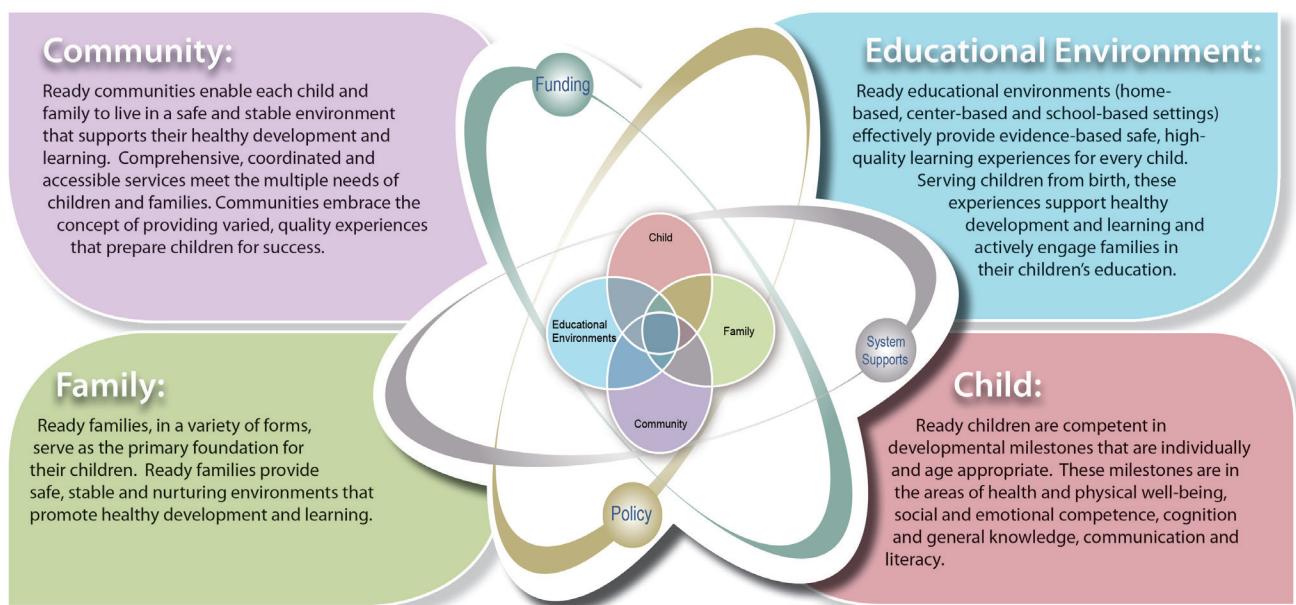 Community:
Ready communities enable each child and
family to live in a safe and stable environment
that supports their healthy development and
learning.  Comprehensive, coordinated and
accessible services meet the multiple needs of
children and families. Communities embrace the
concept of providing varied, quality experiences
that prepare children for success.
Educational Environment:
Ready educational environments (home-
based, center-based and school-based settings)
effectively provide evidence-based safe, high-
quality learning experiences for every child.
Serving children from birth, these
experiences support healthy
development and learning and
actively engage families in
their children’s education.
Funding
Child
Educational
Environments
Family
Community
System
Supports
Policy
Family:
Ready families, in a variety of forms,
serve as the primary foundation for
their children.  Ready families provide
safe, stable and nurturing environments that
promote healthy development and learning.
Child:
Ready children are competent in
developmental milestones that are individually
and age appropriate.  These milestones are in
the areas of health and physical well-being,
social and emotional competence, cognition
and general knowledge, communication and
literacy.